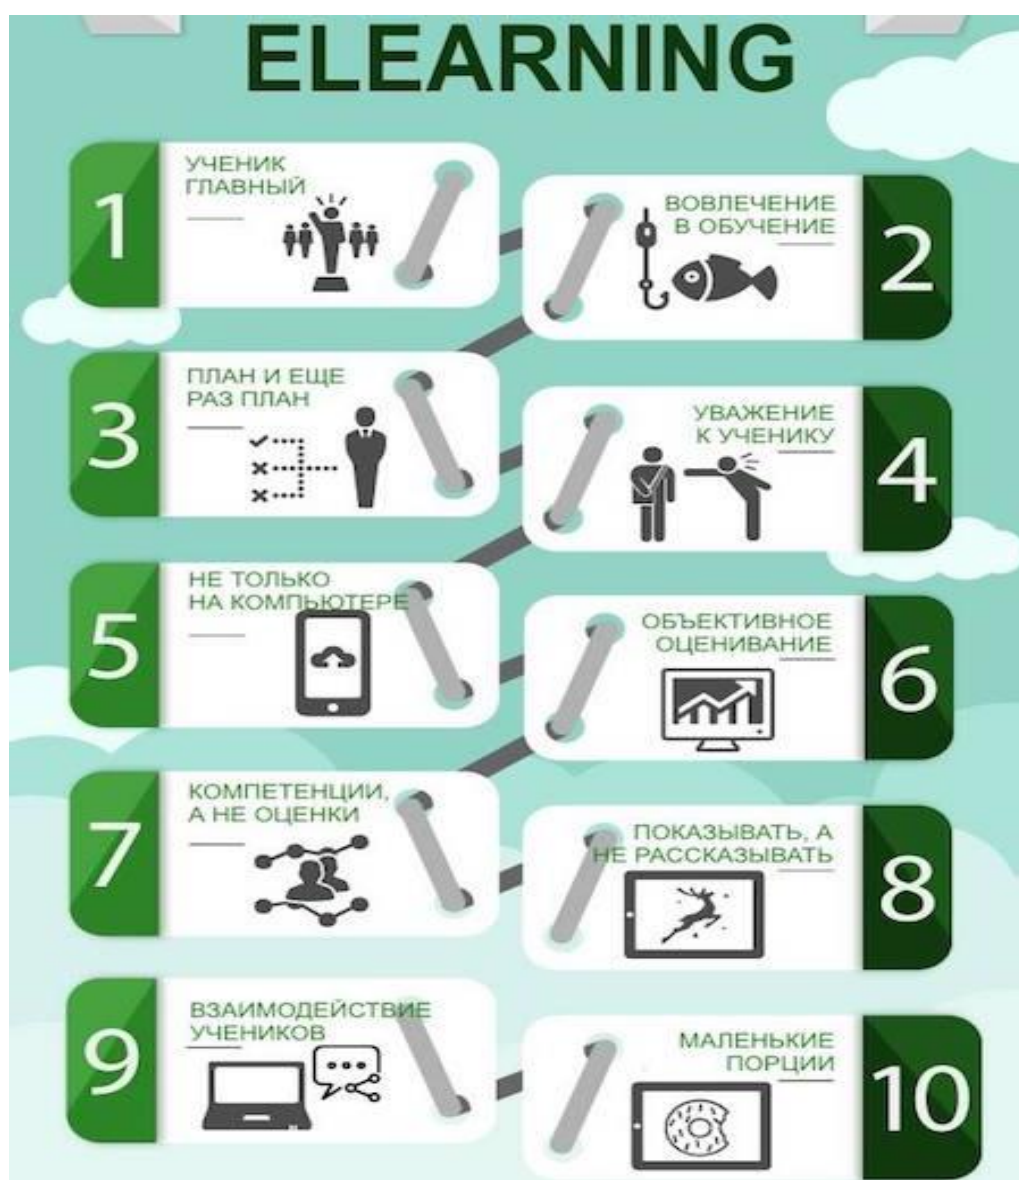 ELEARNING
1
УЧЕНИК
ГЛАВНЫЙ
2
ВОВЛЕЧЕНИЕ
В ОБУЧЕНИЕ
3
ПЛАН И ЕЩЕ
РАЗ ПЛАН
4
УВАЖЕНИЕ
К УЧЕНИКУ
5
НЕ ТОЛЬКО
НА КОМПЬЮТЕРЕ
6
ОБЪЕКТИВНОЕ
ОЦЕНИВАНИЕ
7
КОМПЕТЕНЦИИ,
А НЕ ОЦЕНКИ
8
ПОКАЗЫВАТЬ, А
НЕ РАССКАЗЫВАТЬ
9
ВЗАИМОДЕЙСТВИЕ
УЧЕНИКОВ
10
МАЛЕНЬКИЕ
ПОРЦИИ